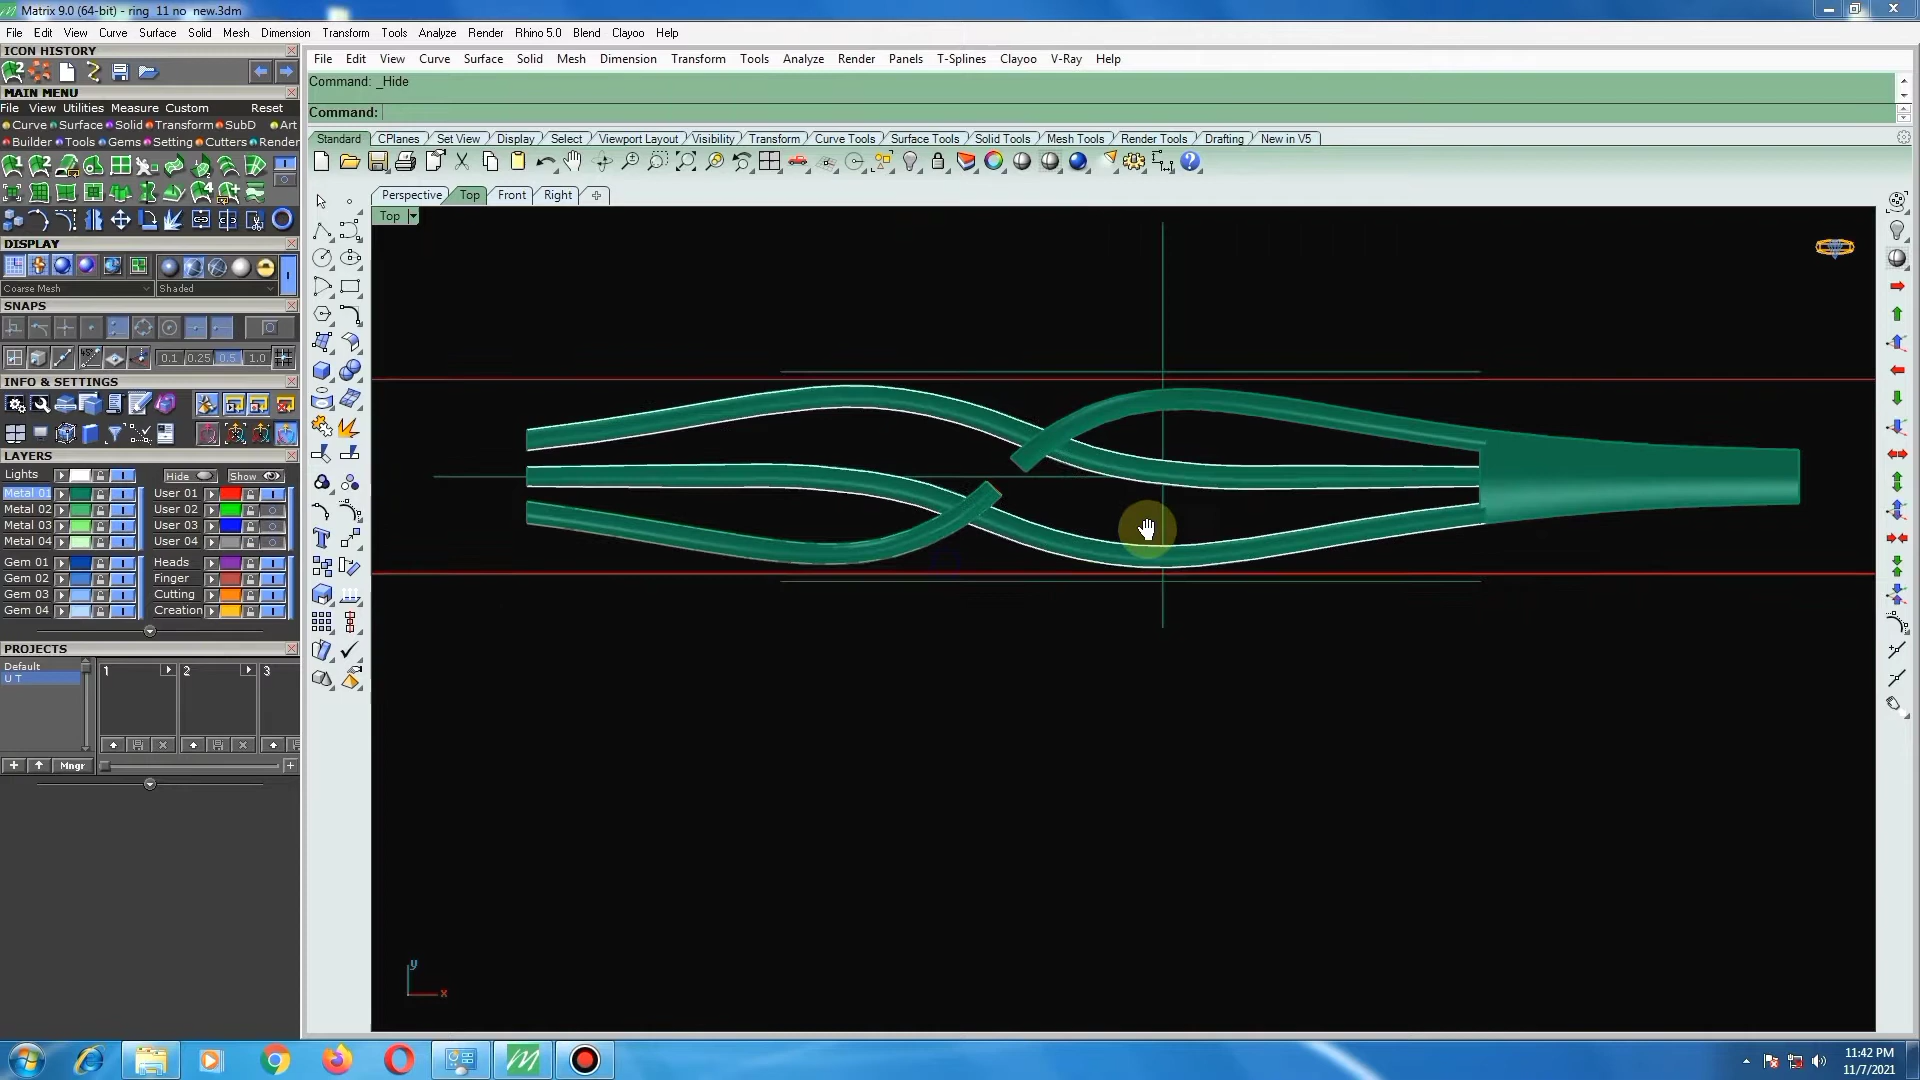 Matrix 9.0 (64-bit) - ring 11 no new.3dm
File Edit View Curve Surface Solid Mesh Dimension Transform Tools Analyze Render Rhino 5.0 Blend Clayoo Help
ICON HISTORY
MAIN MENU
File View Utilities Measure Custom Reset
Curve Surface Solid Transform SubD Art
Builder Tools Gems Setting Cutters Render
DISPLAY
Coarse Mesh Shaded
SNAPS
0.1 0.25 0.5 1.0
INFO & SETTINGS
LAYERS
Lights Hide Show
Metal 01 User 01
Metal 02 User 02
Metal 03 User 03
Metal 04 User 04
Gem 01 Heads
Gem 02 Finger
Gem 03 Cutting
Gem 04 Creation
PROJECTS
Default
U T
1 2 3
Mngr
File Edit View Curve Surface Solid Mesh Dimension Transform Tools Analyze Render Panels T-Splines Clayoo V-Ray Help
Command: _Hide
Command:
Standard CPlanes Set View Display Select Viewport Layout Visibility Transform Curve Tools Surface Tools Solid Tools Mesh Tools Render Tools Drafting New in V5
Perspective Top Front Right
Top
y
x
11:42 PM
11/7/2021